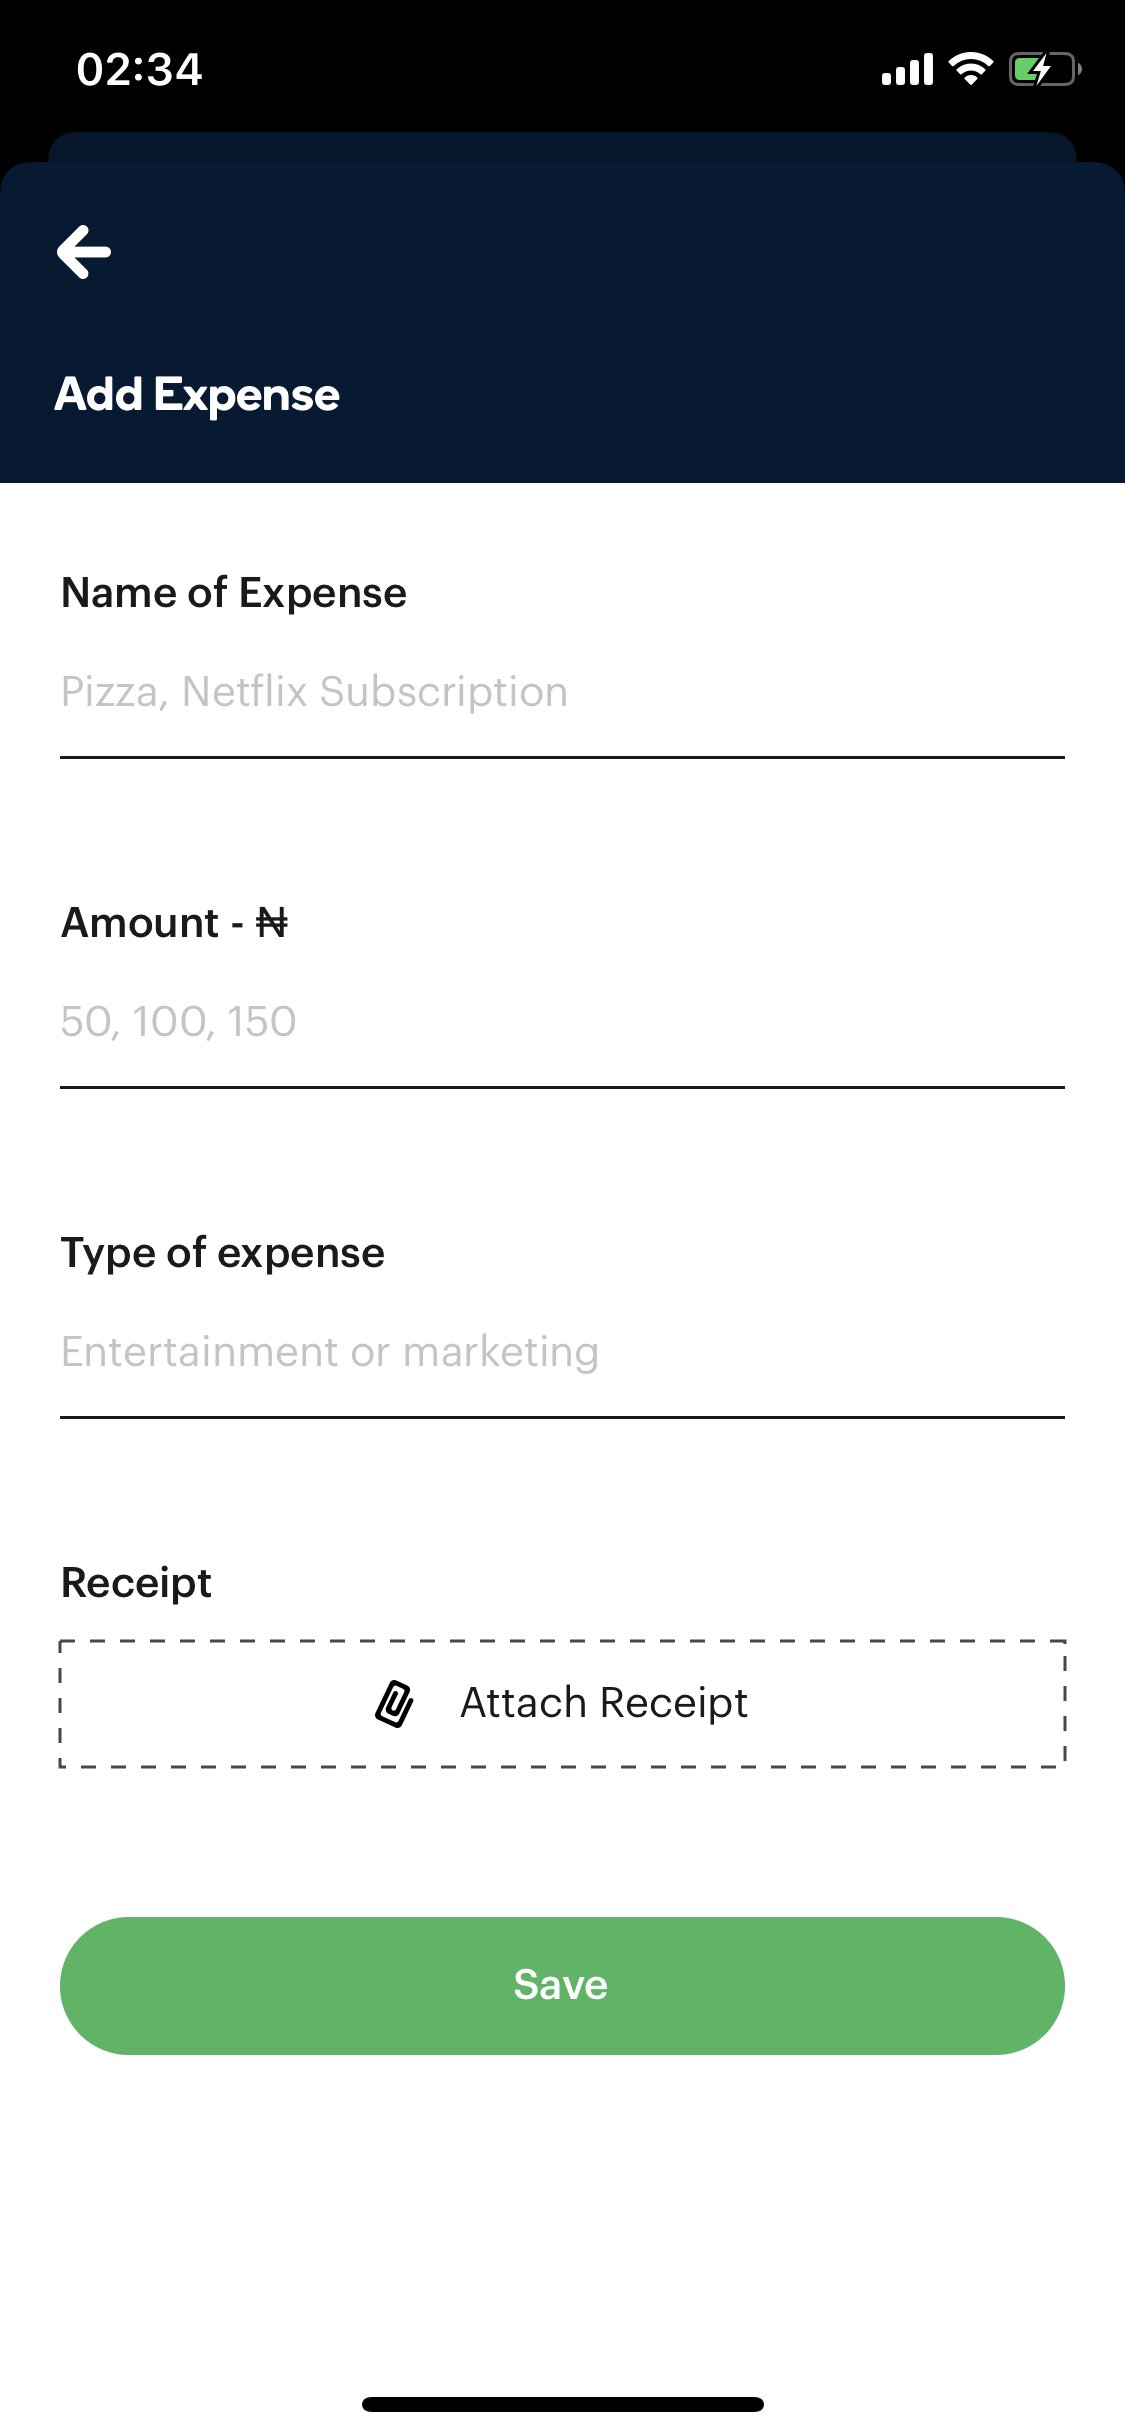 02:34
Add Expense
Name of Expense
Pizza, Netflix Subscription
Amount - ₦
50, 100, 150
Type of expense
Entertainment or marketing
Receipt
Attach Receipt
Save